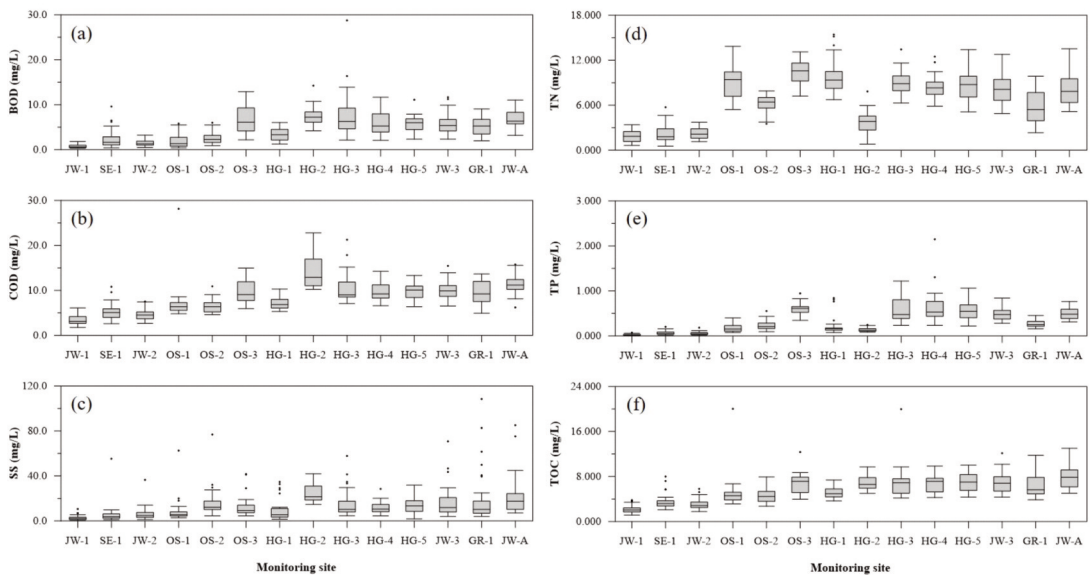 (a)
BOD (mg/L)
30.0
20.0
10.0
0.0
JW-1 SE-1 JW-2 OS-1 OS-2 OS-3 HG-1 HG-2 HG-3 HG-4 HG-5 JW-3 GR-1 JW-A
(b)
COD (mg/L)
30.0
20.0
10.0
0.0
JW-1 SE-1 JW-2 OS-1 OS-2 OS-3 HG-1 HG-2 HG-3 HG-4 HG-5 JW-3 GR-1 JW-A
(c)
SS (mg/L)
120.0
80.0
40.0
0.0
JW-1 SE-1 JW-2 OS-1 OS-2 OS-3 HG-1 HG-2 HG-3 HG-4 HG-5 JW-3 GR-1 JW-A
Monitoring site
(d)
TN (mg/L)
18.000
12.000
6.000
0.000
JW-1 SE-1 JW-2 OS-1 OS-2 OS-3 HG-1 HG-2 HG-3 HG-4 HG-5 JW-3 GR-1 JW-A
(e)
TP (mg/L)
3.000
2.000
1.000
0.000
JW-1 SE-1 JW-2 OS-1 OS-2 OS-3 HG-1 HG-2 HG-3 HG-4 HG-5 JW-3 GR-1 JW-A
(f)
TOC (mg/L)
24.000
16.000
8.000
0.000
JW-1 SE-1 JW-2 OS-1 OS-2 OS-3 HG-1 HG-2 HG-3 HG-4 HG-5 JW-3 GR-1 JW-A
Monitoring site